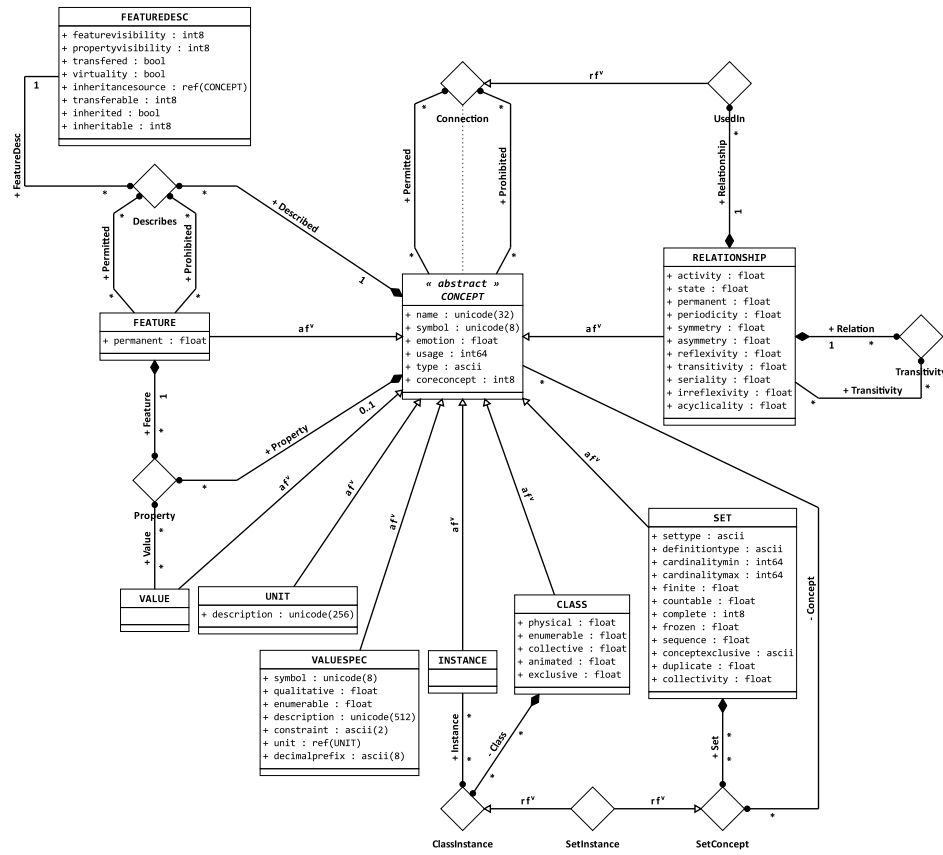 FEATUREDESC
+ featurevisibility : int8
+ propertyvisibility : int8
+ transfered : bool
+ virtuality : bool
+ inheritancesource : ref(CONCEPT)
+ transferable : int8
+ inherited : bool
+ inheritable : int8
1
+ FeatureDesc
*
*
Describes
*
*
+ Permitted
+ Prohibited
*
*
+ Described
1
Connection
*
*
+ Permitted
+ Prohibited
*
*
rfᵛ
UsedIn
*
+ Relationship
1
« abstract »
CONCEPT
+ name : unicode(32)
+ symbol : unicode(8)
+ emotion : float
+ usage : int64
+ type : ascii
+ coreconcept : int8
RELATIONSHIP
+ activity : float
+ state : float
+ permanent : float
+ periodicity : float
+ symmetry : float
+ asymmetry : float
+ reflexivity : float
+ transitivity : float
+ seriality : float
+ irreflexivity : float
+ acyclicality : float
+ Relation
1
*
Transitivity
*
+ Transitivity
*
FEATURE
+ permanent : float
afᵛ
afᵛ
1
+ Feature
*
0..1
+ Property
*
Property
*
+ Value
*
VALUE
afᵛ
afᵛ
afᵛ
afᵛ
afᵛ
afᵛ
*
- Concept
*
UNIT
+ description : unicode(256)
VALUESPEC
+ symbol : unicode(8)
+ qualitative : float
+ enumerable : float
+ description : unicode(512)
+ constraint : ascii(2)
+ unit : ref(UNIT)
+ decimalprefix : ascii(8)
INSTANCE
*
+ Instance
*
CLASS
+ physical : float
+ enumerable : float
+ collective : float
+ animated : float
+ exclusive : float
*
- Class
*
SET
+ settype : ascii
+ definitiontype : ascii
+ cardinalitymin : int64
+ cardinalitymax : int64
+ finite : float
+ countable : float
+ complete : int8
+ frozen : float
+ sequence : float
+ conceptexclusive : ascii
+ duplicate : float
+ collectivity : float
*
+ Set
*
rfᵛ
rfᵛ
ClassInstance
SetInstance
SetConcept